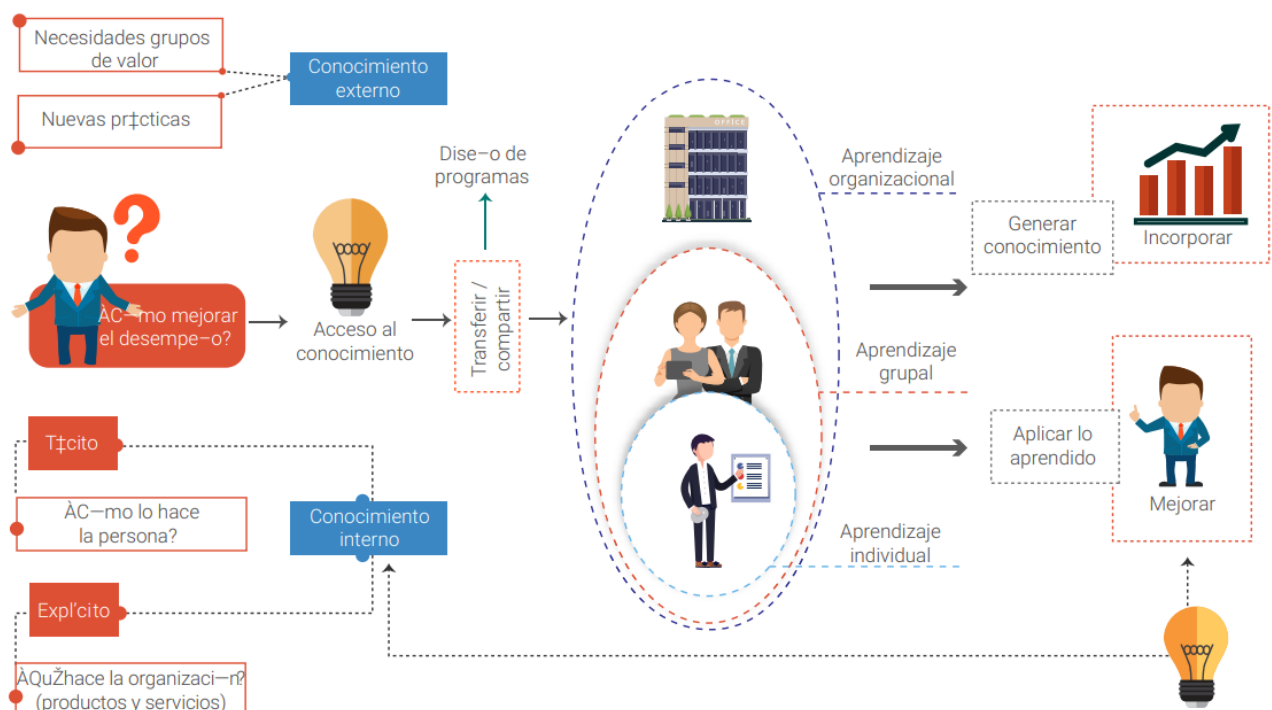 Necesidades grupos
de valor
Nuevas pr‡cticas
Conocimiento
externo
ÀC—mo mejorar
el desempe–o?
Acceso al
conocimiento
Dise–o de
programas
Transferir /
compartir
OFFICE
Aprendizaje
organizacional
Aprendizaje
grupal
Aprendizaje
individual
Generar
conocimiento
Incorporar
Aplicar lo
aprendido
Mejorar
T‡cito
ÀC—mo lo hace
la persona?
Conocimiento
interno
Expl’cito
ÀQuŽhace la organizaci—n?
(productos y servicios)